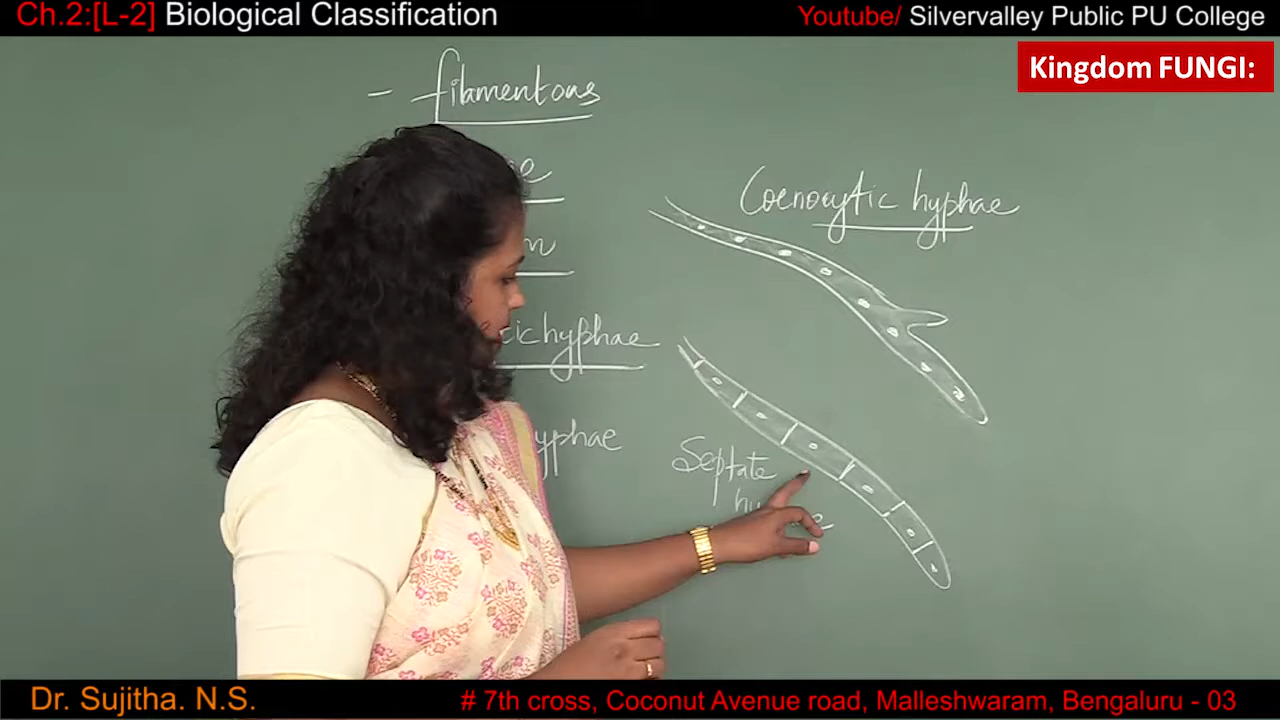 Ch.2:[L-2] Biological Classification
Youtube/ Silvervalley Public PU College
Kingdom FUNGI:
- filamentous
Coenocytic hyphae
hyphae
Septate
Dr. Sujitha. N.S.
# 7th cross, Coconut Avenue road, Malleshwaram, Bengaluru - 03